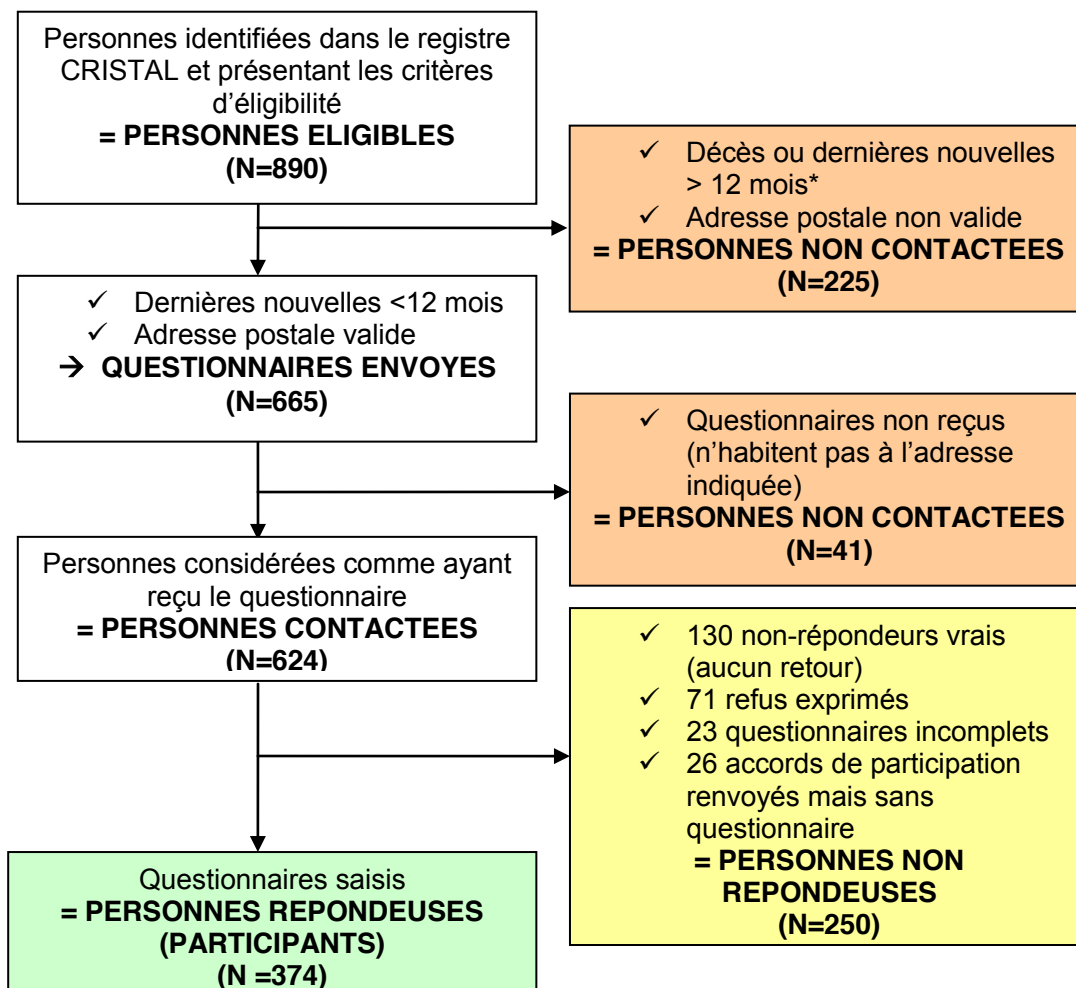 Personnes identifiées dans le registre
CRISTAL et présentant les critères
d'éligibilité
= PERSONNES ELIGIBLES
(N=890)
✓ Décès ou dernières nouvelles
> 12 mois*
✓ Adresse postale non valide
= PERSONNES NON CONTACTEES
(N=225)
✓ Dernières nouvelles <12 mois
✓ Adresse postale valide
→ QUESTIONNAIRES ENVOYES
(N=665)
✓ Questionnaires non reçus
(n'habitent pas à l'adresse
indiquée)
= PERSONNES NON CONTACTEES
(N=41)
Personnes considérées comme ayant
reçu le questionnaire
= PERSONNES CONTACTEES
(N=624)
✓ 130 non-répondeurs vrais
(aucun retour)
✓ 71 refus exprimés
✓ 23 questionnaires incomplets
✓ 26 accords de participation
renvoyés mais sans
questionnaire
= PERSONNES NON
REPONDEUSES
(N=250)
Questionnaires saisis
= PERSONNES REPONDEUSES
(PARTICIPANTS)
(N =374)